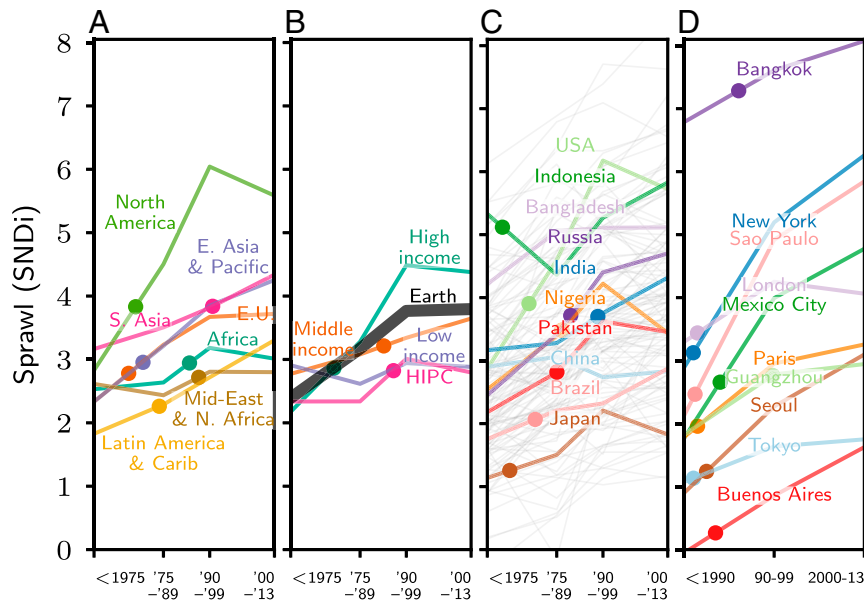 A
B
C
D
Sprawl (SNDi)
8
7
6
5
4
3
2
1
0
North
America
E. Asia
& Pacific
S. Asia
E.U.
Africa
Mid-East
& N. Africa
Latin America
& Carib
<1975
'75
–'89
'90
–'99
'00
–'13
High
income
Earth
Middle
income
Low
income
HIPC
<1975
'75
–'89
'90
–'99
'00
–'13
USA
Indonesia
Bangladesh
Russia
India
Nigeria
Pakistan
China
Brazil
Japan
<1975
'75
–'89
'90
–'99
'00
–'13
Bangkok
New York
Sao Paulo
London
Mexico City
Paris
Guangzhou
Seoul
Tokyo
Buenos Aires
<1990
90-99
2000-13